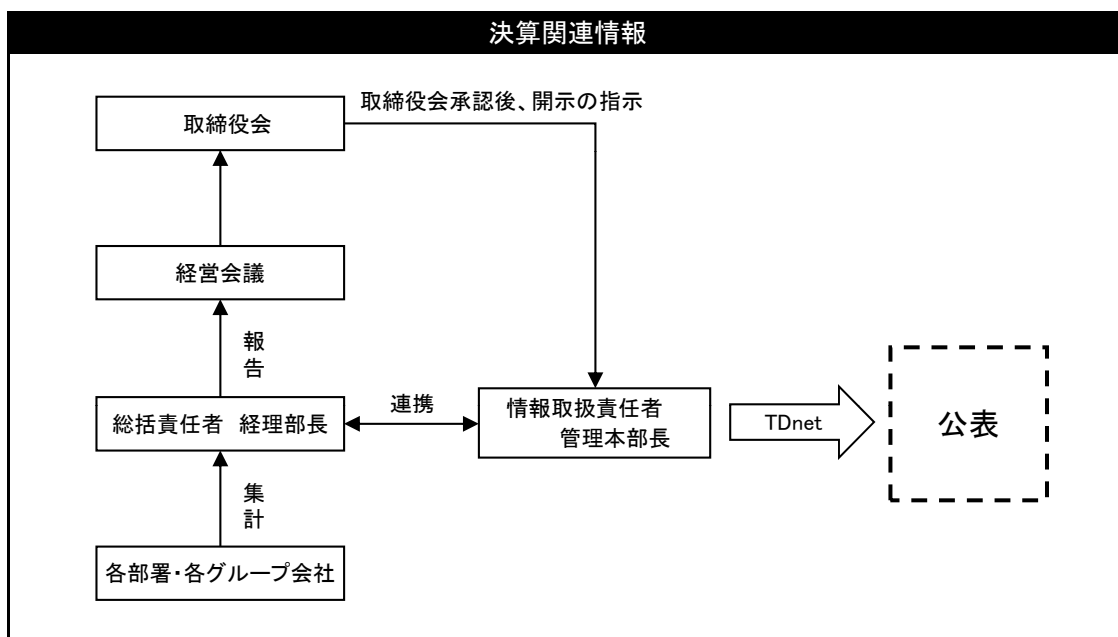 決算関連情報
取締役会承認後、開示の指示
取締役会
経営会議
報告
総括責任者　経理部長
連携
情報取扱責任者
管理本部長
TDnet
公表
集計
各部署・各グループ会社